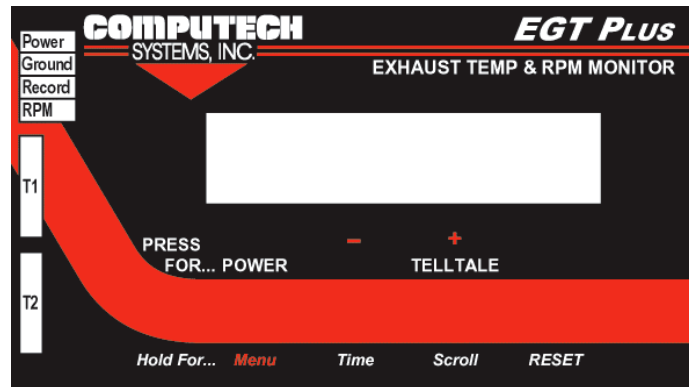 COMPUTECH
SYSTEMS, INC.
EGT PLUS
EXHAUST TEMP & RPM MONITOR
Power
Ground
Record
RPM
T1
T2
- +
PRESS
FOR... POWER TELLTALE
Hold For... Menu Time Scroll RESET